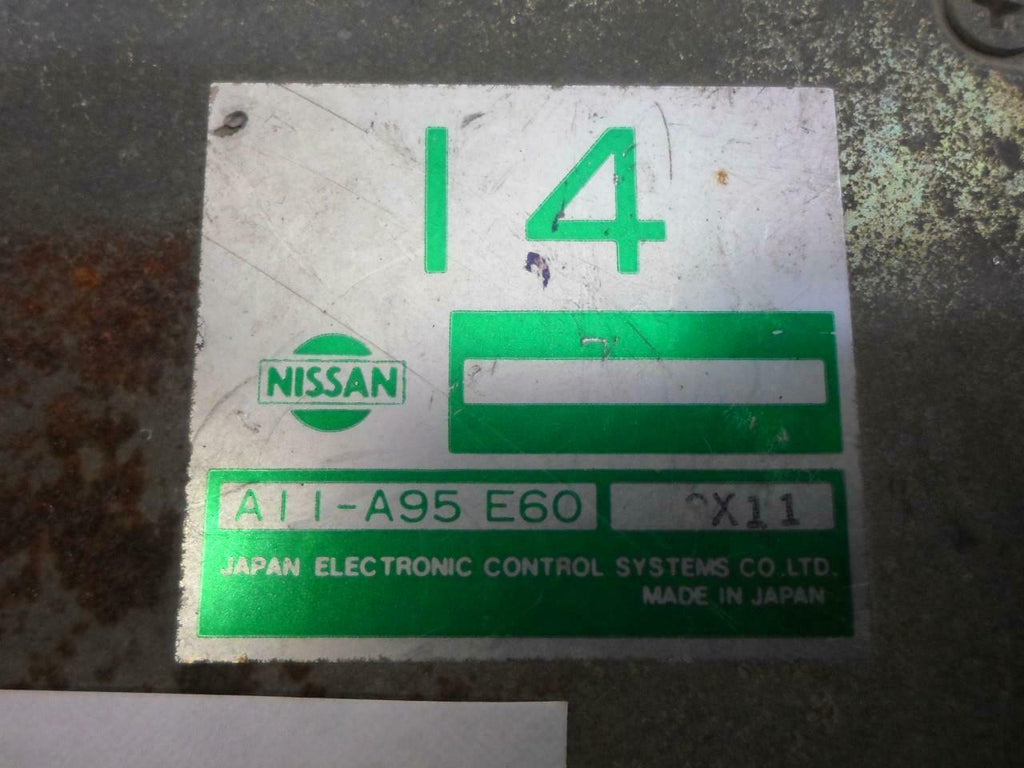 14
NISSAN
A11-A95 E60
X11
JAPAN ELECTRONIC CONTROL SYSTEMS CO.,LTD.
MADE IN JAPAN